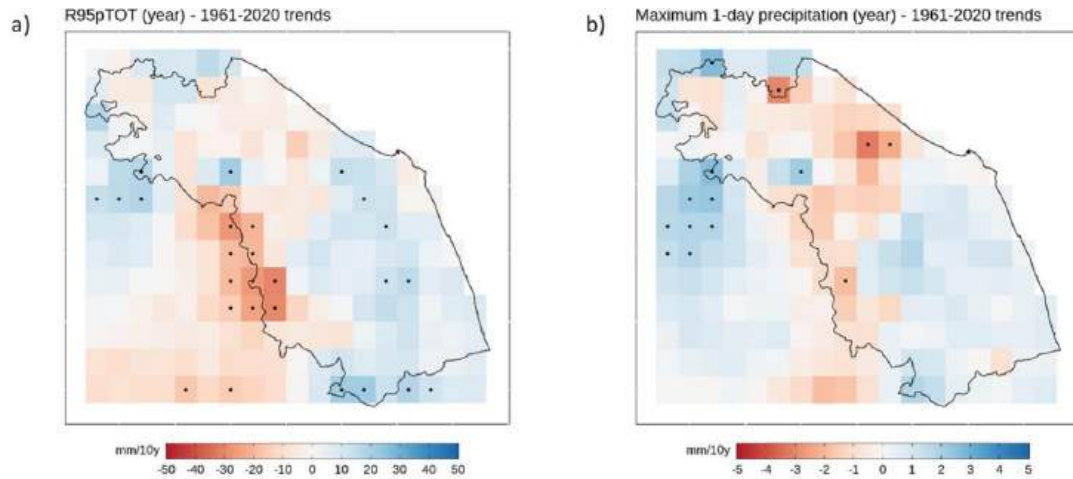 a)
R95pTOT (year) - 1961-2020 trends
mm/10y
-50 -40 -30 -20 -10 0 10 20 30 40 50
b)
Maximum 1-day precipitation (year) - 1961-2020 trends
mm/10y
-5 -4 -3 -2 -1 0 1 2 3 4 5